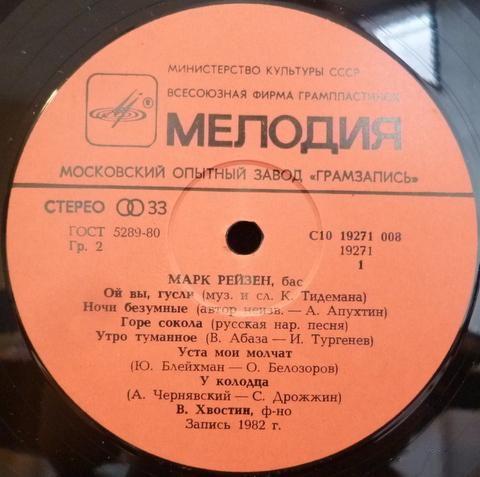 МИНИСТЕРСТВО КУЛЬТУРЫ СССР
ВСЕСОЮЗНАЯ ФИРМА ГРАМПЛАСТИНОК
® МЕЛОДИЯ
МОСКОВСКИЙ ОПЫТНЫЙ ЗАВОД «ГРАМЗАПИСЬ»
СТЕРЕО 33
ГОСТ 5289-80
Гр. 2
С10 19271 008
19271
1
МАРК РЕЙЗЕН, бас
Ой вы, гусли (муз. и сл. К. Тидемана)
Ночи безумные (автор неизв. — А. Апухтин)
Горе сокола (русская нар. песня)
Утро туманное (В. Абаза — И. Тургенев)
Уста мои молчат
(Ю. Блейхман — О. Белозоров)
У колодца
(А. Чернявский — С. Дрожжин)
В. Хвостин, ф-но
Запись 1982 г.